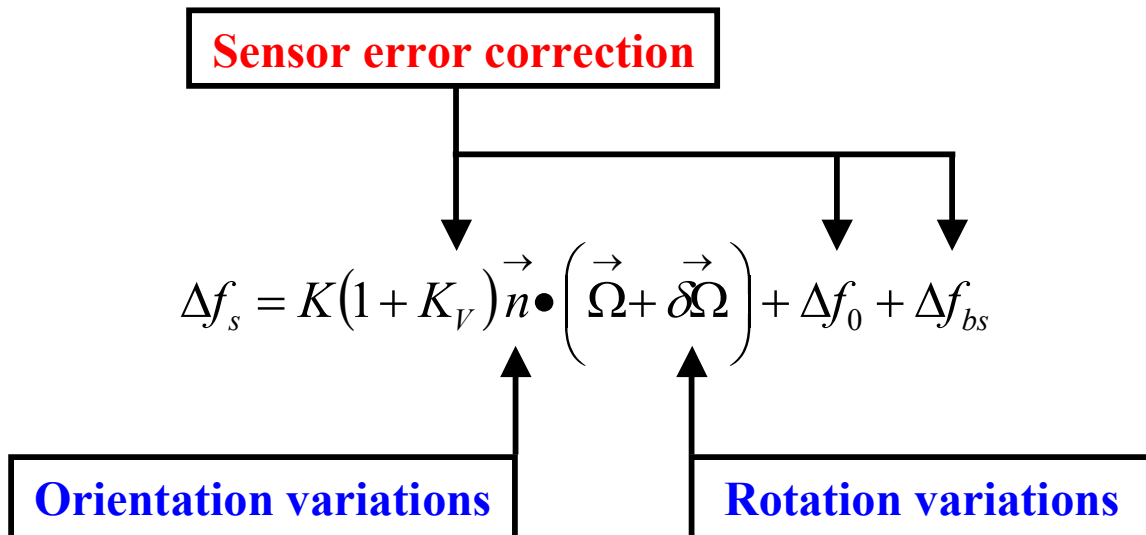 Sensor error correction
Δf_s = K(1 + K_V) n⃗ • (Ω⃗ + δΩ⃗) + Δf_0 + Δf_bs
Orientation variations
Rotation variations